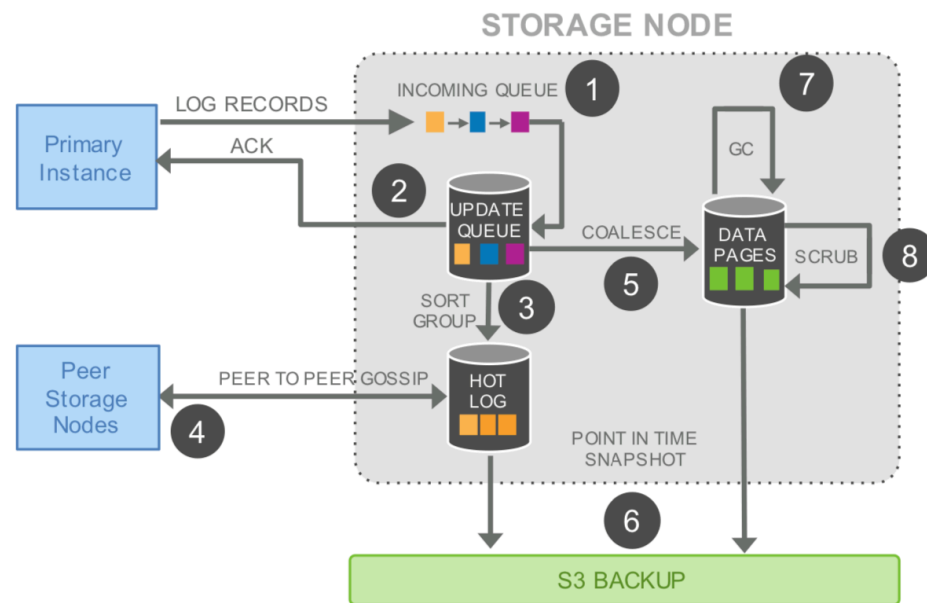 STORAGE NODE
INCOMING QUEUE
1
7
LOG RECORDS
Primary
Instance
ACK
GC
2
UPDATE
QUEUE
COALESCE
DATA
PAGES
SCRUB
8
5
SORT
GROUP
3
Peer
Storage
Nodes
PEER TO PEER GOSSIP
4
HOT
LOG
POINT IN TIME
SNAPSHOT
6
S3 BACKUP